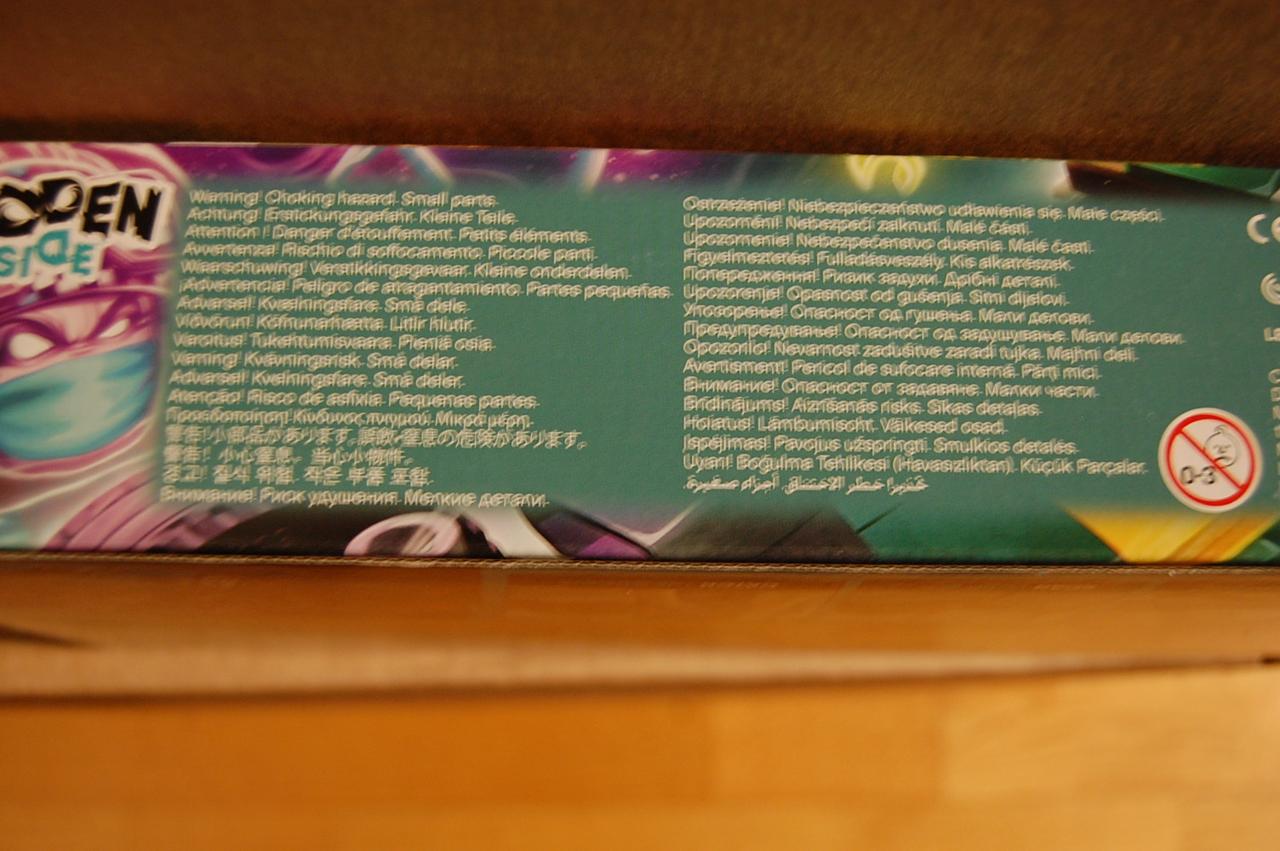 Warning! Choking hazard. Small parts.
Achtung! Erstickungsgefahr. Kleine Teile.
Attention ! Danger d'étouffement. Petits éléments.
Avvertenza! Rischio di soffocamento. Piccole parti.
Waarschuwing! Verstikkingsgevaar. Kleine onderdelen.
¡Advertencia! Peligro de atragantamiento. Partes pequeñas.
Advarsel! Kvælningsfare. Små dele.
Viðvörun! Köfnunarhætta. Litlir hlutir.
Varoitus! Tukehtumisvaara. Pieniä osia.
Varning! Kvävningsrisk. Små delar.
Advarsel! Kvelningsfare. Små deler.
Atenção! Risco de asfixia. Pequenas partes.
Προειδοποίηση! Κίνδυνος πνιγμού. Μικρά μέρη.
警告!小部品があります。誤飲・窒息の危険があります。
警告! 小心窒息。当心小物件。
경고! 질식 위험. 작은 부품 포함.
Внимание! Риск удушения. Мелкие детали.
Ostrzeżenie! Niebezpieczeństwo udławienia się. Małe części.
Upozornění! Nebezpečí zalknutí. Malé části.
Upozornenie! Nebezpečenstvo dusenia. Malé časti.
Figyelmeztetés! Fulladásveszély. Kis alkatrészek.
Попередження! Ризик задухи. Дрібні деталі.
Upozorenje! Opasnost od gušenja. Sitni dijelovi.
Упозорење! Опасност од гушења. Мали делови.
Предупредување! Опасност од задушување. Мали делови.
Opozorilo! Nevarnost zadušitve zaradi tujka. Majhni deli.
Avertisment! Pericol de sufocare internă. Părți mici.
Внимание! Опасност от задавяне. Малки части.
Brīdinājums! Aizrīšanās risks. Sīkas detaļas.
Hoiatus! Lämbumisoht. Väikesed osad.
Įspėjimas! Pavojus užspringti. Smulkios detalės.
Uyarı! Boğulma Tehlikesi (Havasızlıktan). Küçük Parçalar.
تحذير! خطر الاختناق. أجزاء صغيرة.
0-3